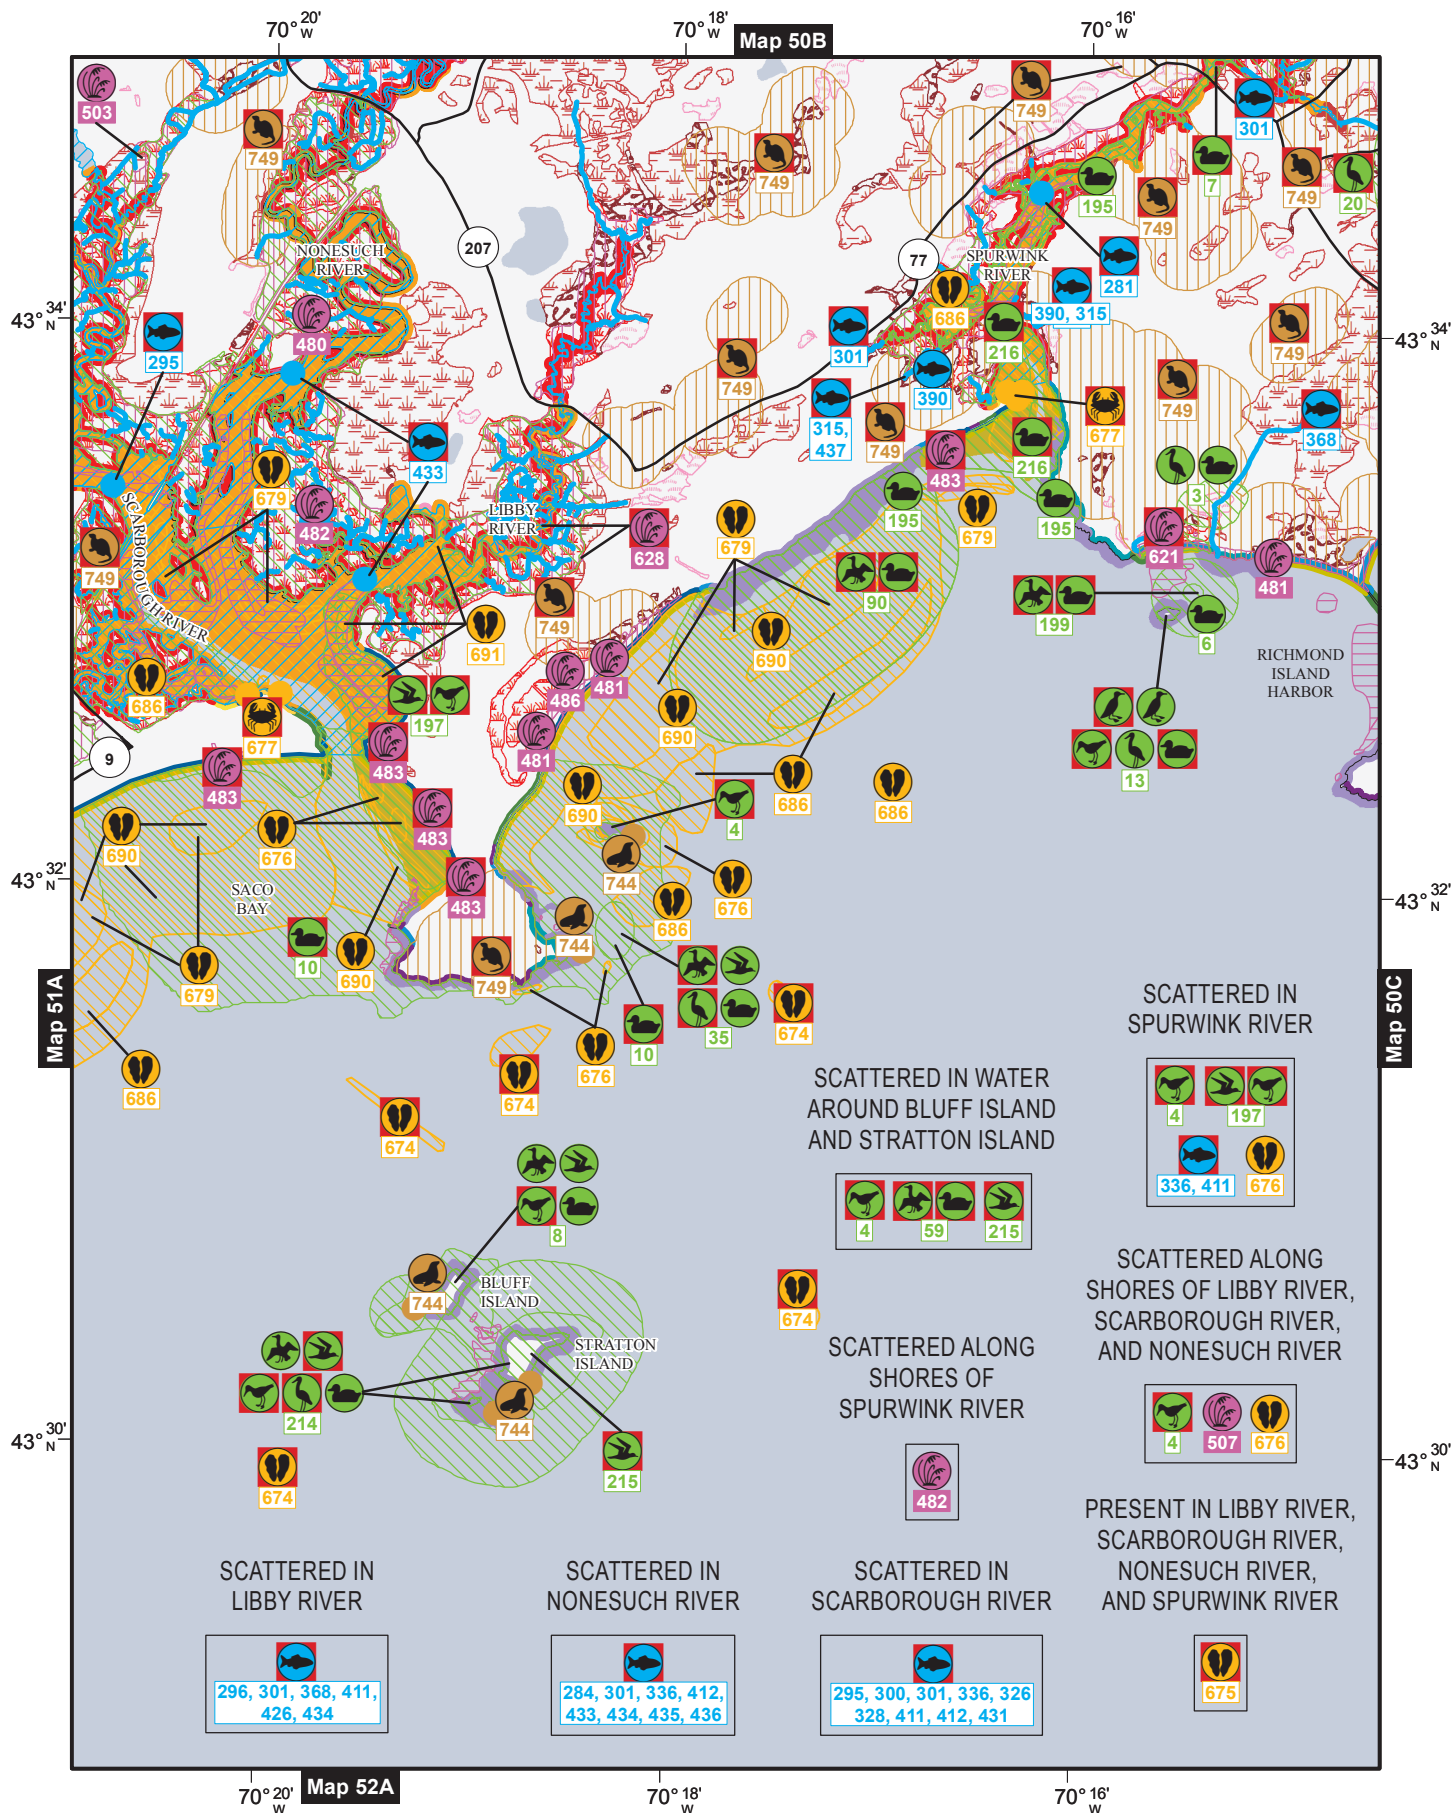 70° 20' W
70° 18' W
70° 16' W
Map 50B
503
749
749
749
301
7
749
20
195
749
207
NONESUCH
RIVER
77
SPURWINK
RIVER
281
686
390, 315
43° 34' N
43° 34' N
295
480
301
216
749
749
749
390
315,
437
749
677
368
433
483
216
3
679
482
195
195
SCARBOROUGH RIVER
LIBBY
RIVER
628
679
679
621
481
749
90
749
199
6
691
690
RICHMOND
ISLAND
HARBOR
686
481
486
197
690
677
481
13
9
483
483
690
686
686
4
690
676
483
744
43° 32' N
43° 32' N
SACO
BAY
483
676
686
10
690
744
679
749
35
10
674
Map 51A
Map 50C
686
676
674
674
SCATTERED IN
SPURWINK RIVER
4
197
336, 411
676
SCATTERED IN WATER
AROUND BLUFF ISLAND
AND STRATTON ISLAND
4
59
215
8
BLUFF
ISLAND
744
674
SCATTERED ALONG
SHORES OF LIBBY RIVER,
SCARBOROUGH RIVER,
AND NONESUCH RIVER
4
507
676
STRATTON
ISLAND
SCATTERED ALONG
SHORES OF
SPURWINK RIVER
482
214
744
215
43° 30' N
43° 30' N
674
PRESENT IN LIBBY RIVER,
SCARBOROUGH RIVER,
NONESUCH RIVER,
AND SPURWINK RIVER
675
SCATTERED IN
LIBBY RIVER
296, 301, 368, 411,
426, 434
SCATTERED IN
NONESUCH RIVER
284, 301, 336, 412,
433, 434, 435, 436
SCATTERED IN
SCARBOROUGH RIVER
295, 300, 301, 336, 326
328, 411, 412, 431
70° 20' W
Map 52A
70° 18' W
70° 16' W